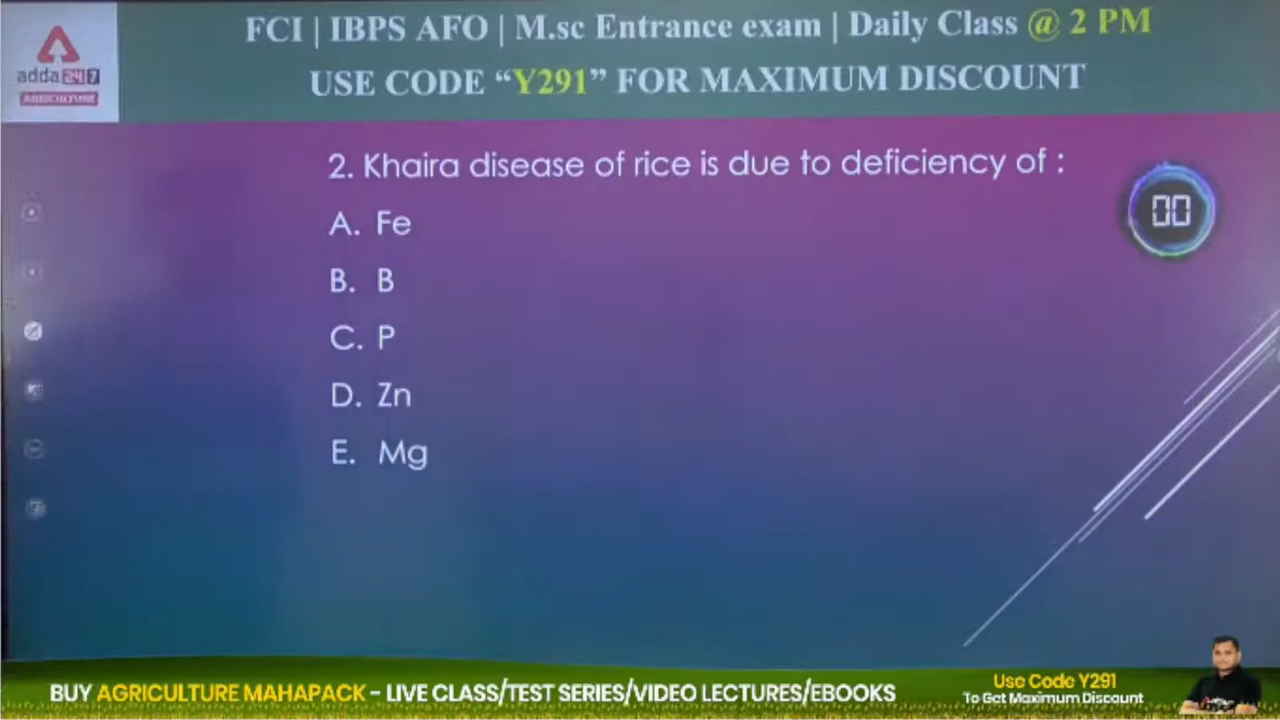 FCI | IBPS AFO | M.sc Entrance exam | Daily Class @ 2 PM
USE CODE “Y291” FOR MAXIMUM DISCOUNT
adda 247
AGRICULTURE
2. Khaira disease of rice is due to deficiency of :
00
A. Fe
B. B
C. P
D. Zn
E. Mg
BUY AGRICULTURE MAHAPACK - LIVE CLASS/TEST SERIES/VIDEO LECTURES/EBOOKS
Use Code Y291
To Get Maximum Discount